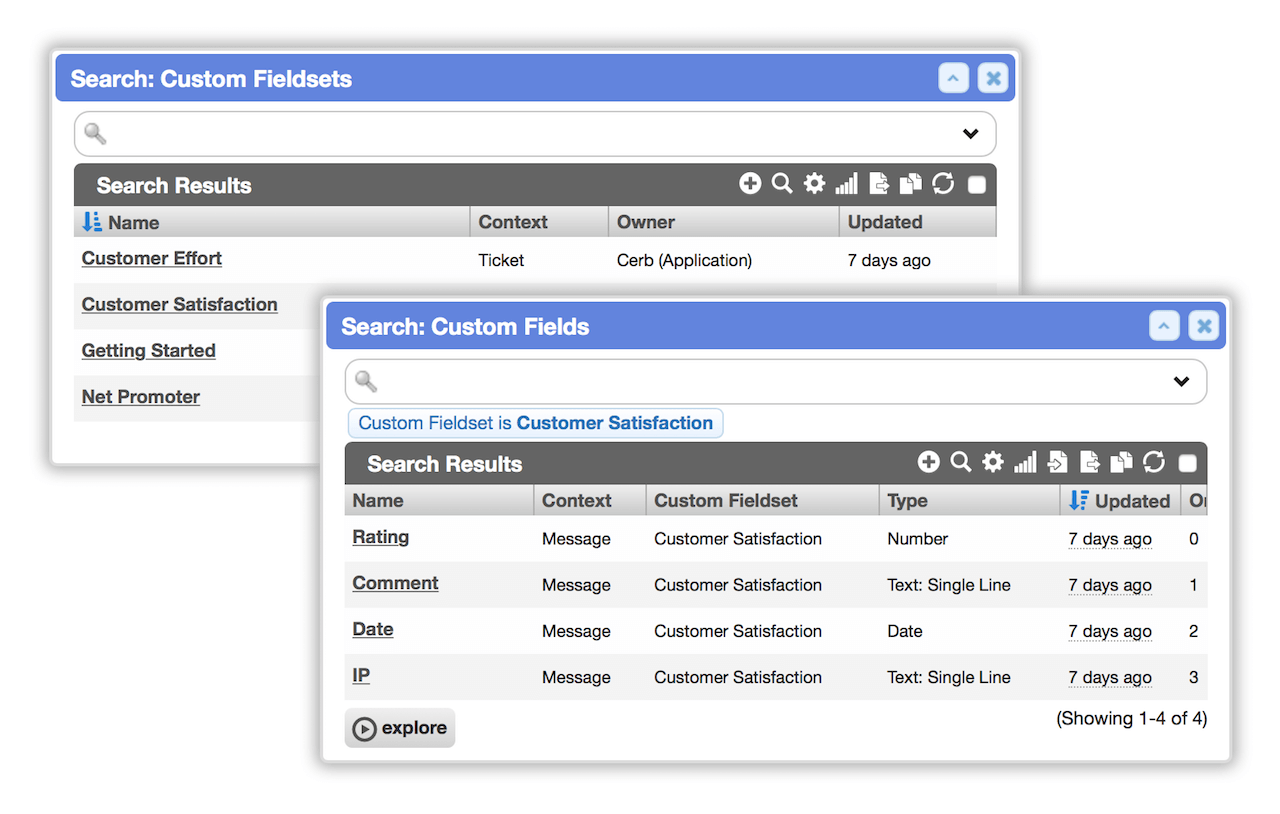 Search: Custom Fieldsets
Search Results
Name Context Owner Updated
Customer Effort Ticket Cerb (Application) 7 days ago
Customer Satisfaction
Getting Started
Net Promoter
Search: Custom Fields
Custom Fieldset is Customer Satisfaction
Search Results
Name Context Custom Fieldset Type Updated
Rating Message Customer Satisfaction Number 7 days ago 0
Comment Message Customer Satisfaction Text: Single Line 7 days ago 1
Date Message Customer Satisfaction Date 7 days ago 2
IP Message Customer Satisfaction Text: Single Line 7 days ago 3
(Showing 1-4 of 4)
explore